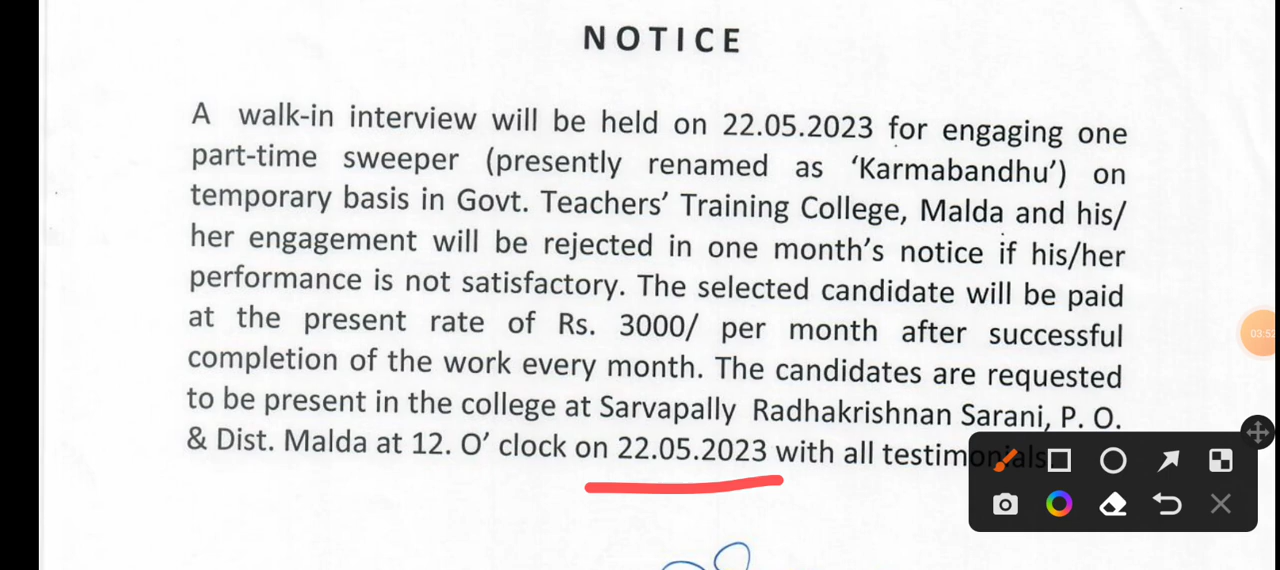 NOTICE
A walk-in interview will be held on 22.05.2023 for engaging one
part-time sweeper (presently renamed as ‘Karmabandhu’) on
temporary basis in Govt. Teachers’ Training College, Malda and his/
her engagement will be rejected in one month’s notice if his/her
performance is not satisfactory. The selected candidate will be paid
at the present rate of Rs. 3000/ per month after successful
completion of the work every month. The candidates are requested
to be present in the college at Sarvapally Radhakrishnan Sarani, P. O.
& Dist. Malda at 12. O’ clock on 22.05.2023 with all testimonials